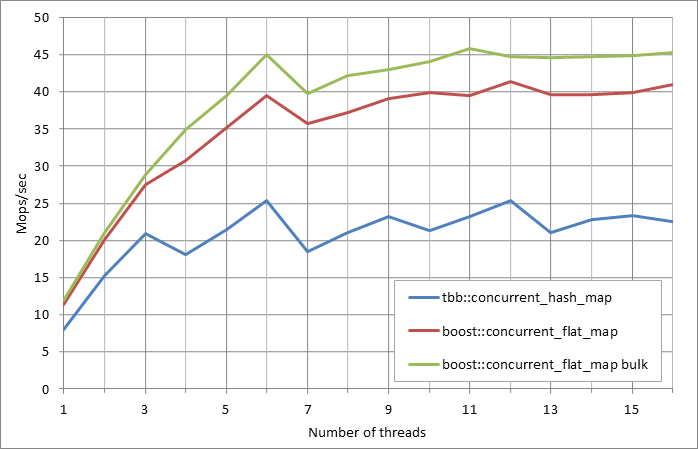 50
45
40
35
30
25
20
15
10
5
0
Mops/sec
tbb::concurrent_hash_map
boost::concurrent_flat_map
boost::concurrent_flat_map bulk
1 3 5 7 9 11 13 15
Number of threads